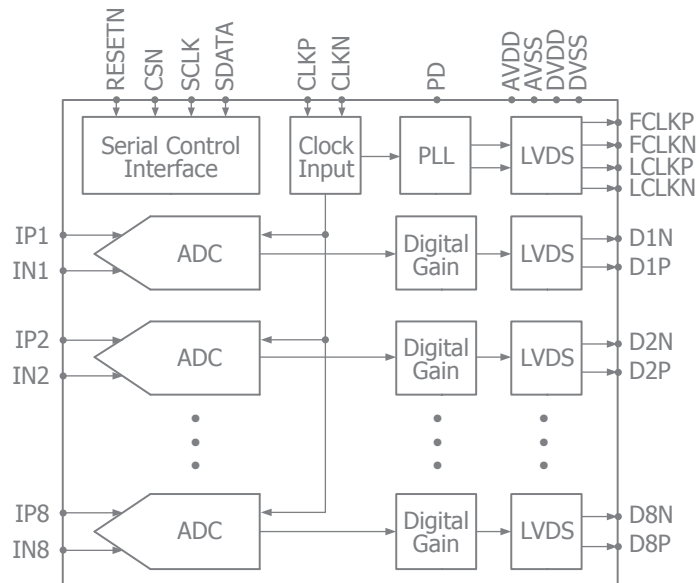 RESETN
CSN
SCLK
SDATA
CLKP
CLKN
PD
AVDD
AVSS
DVDD
DVSS
Serial Control
Interface
Clock
Input
PLL
LVDS
FCLKP
FCLKN
LCLKP
LCLKN
IP1
IN1
ADC
Digital
Gain
LVDS
D1N
D1P
IP2
IN2
ADC
Digital
Gain
LVDS
D2N
D2P
IP8
IN8
ADC
Digital
Gain
LVDS
D8N
D8P